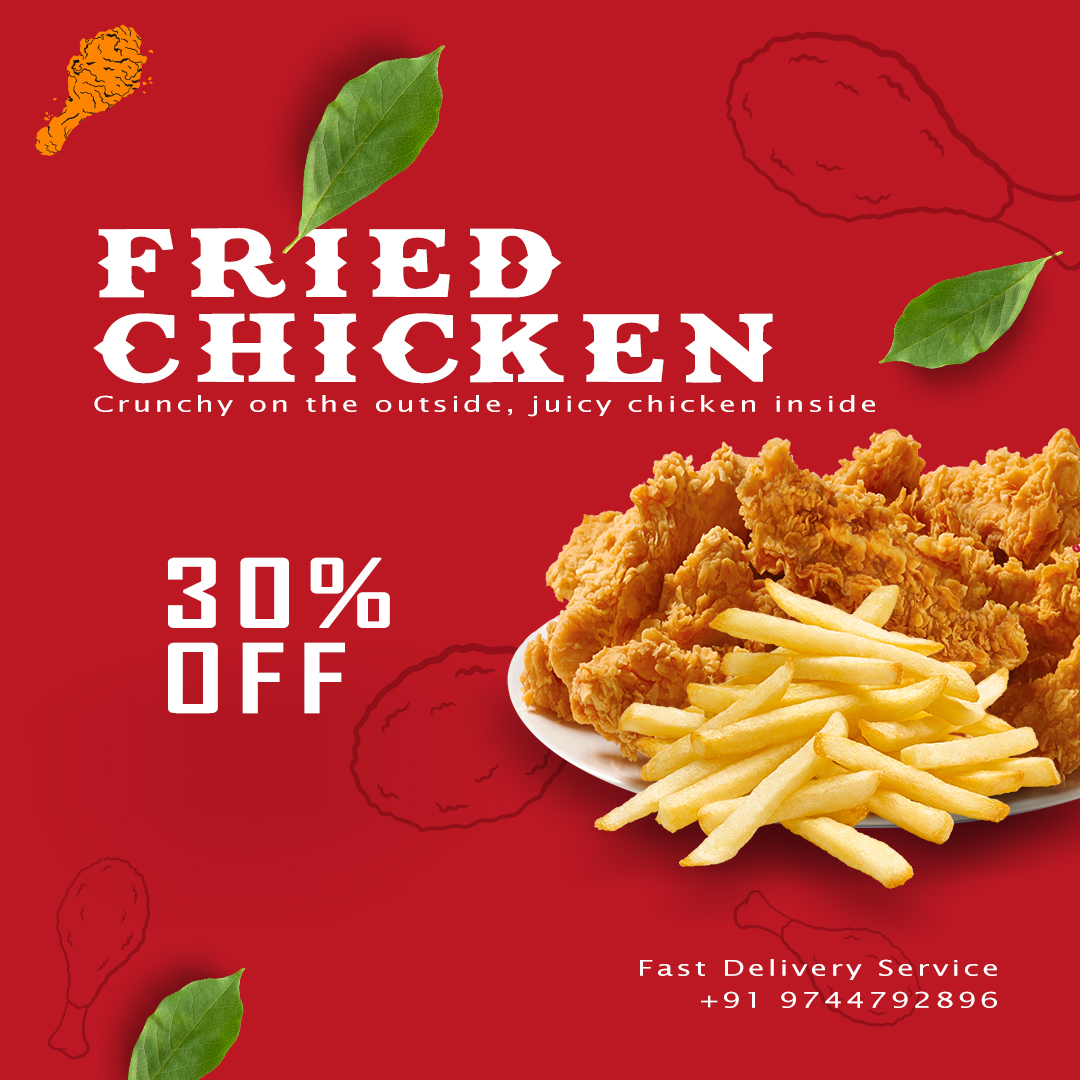 FRIED
CHICKEN
Crunchy on the outside, juicy chicken inside
30%
OFF
Fast Delivery Service
+91 9744792896